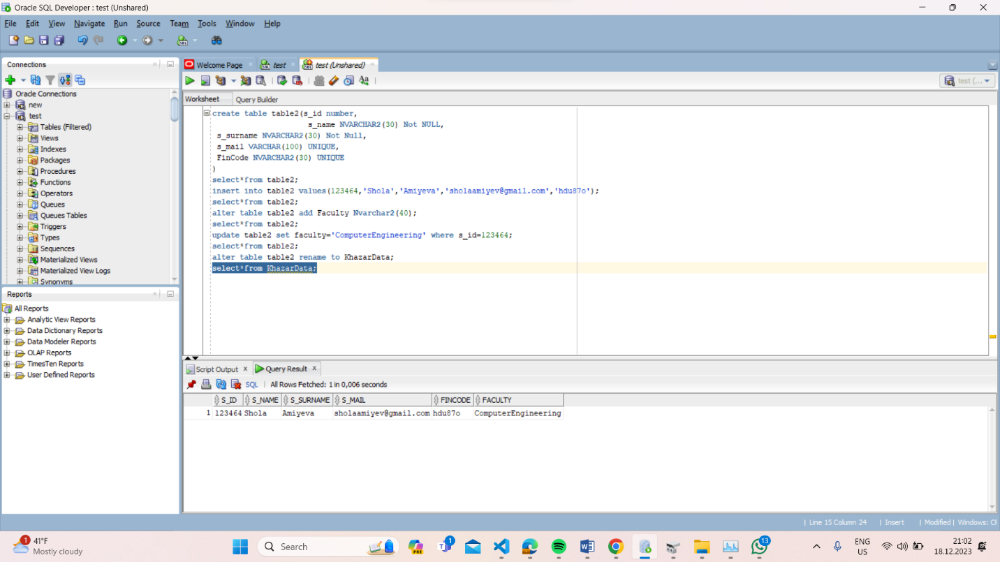 Oracle SQL Developer : test (Unshared)
File Edit View Navigate Run Source Team Tools Window Help
Connections
Oracle Connections
new
test
Tables (Filtered)
Views
Indexes
Packages
Procedures
Functions
Operators
Queues
Queues Tables
Triggers
Types
Sequences
Materialized Views
Materialized View Logs
Synonyms
Reports
All Reports
Analytic View Reports
Data Dictionary Reports
Data Modeler Reports
OLAP Reports
TimesTen Reports
User Defined Reports
Welcome Page test test (Unshared)
test (...
Worksheet Query Builder
create table table2(s_id number,
s_name NVARCHAR2(30) Not NULL,
s_surname NVARCHAR2(30) Not Null,
s_mail VARCHAR(100) UNIQUE,
FinCode NVARCHAR2(30) UNIQUE
)
select*from table2;
insert into table2 values(123464,'Shola','Amiyeva','sholaamiyev@gmail.com','hdu87o');
select*from table2;
alter table table2 add Faculty Nvarchar2(40);
select*from table2;
update table2 set faculty='ComputerEngineering' where s_id=123464;
select*from table2;
alter table table2 rename to KhazarData;
select*from KhazarData;
Script Output x Query Result x
SQL | All Rows Fetched: 1 in 0,006 seconds
S_ID S_NAME S_SURNAME S_MAIL FINCODE FACULTY
1 123464 Shola Amiyeva sholaamiyev@gmail.com hdu87o ComputerEngineering
| Line 15 Column 24 | Insert | Modified | Windows: CF
1
41°F
Mostly cloudy
Search
PRE
1
13
ENG
US
21:02
18.12.2023